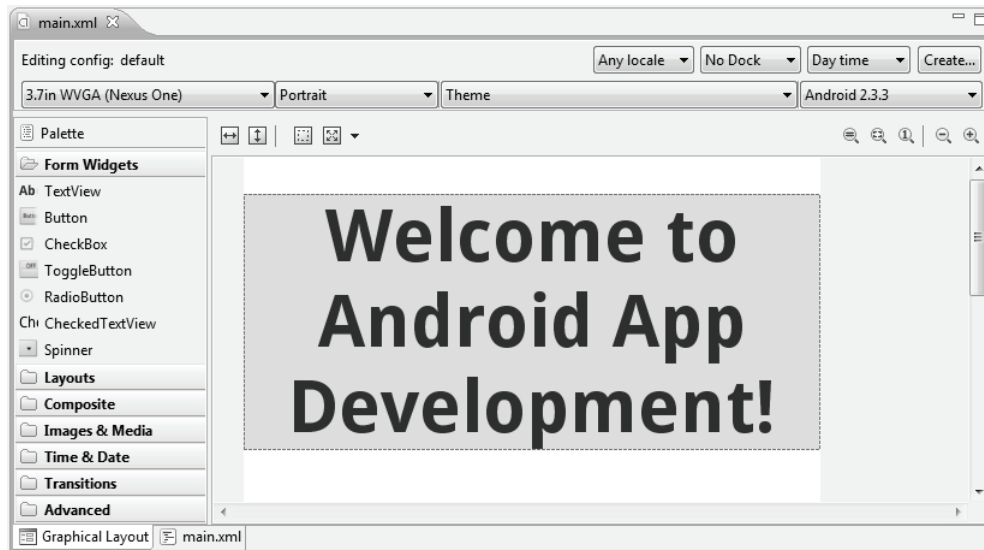 main.xml
Editing config: default
Any locale No Dock Day time Create...
3.7in WVGA (Nexus One) Portrait Theme Android 2.3.3
Palette
Form Widgets
Ab TextView
Button
CheckBox
OFF ToggleButton
RadioButton
CheckedTextView
Spinner
Layouts
Composite
Images & Media
Time & Date
Transitions
Advanced
Welcome to
Android App
Development!
Graphical Layout main.xml